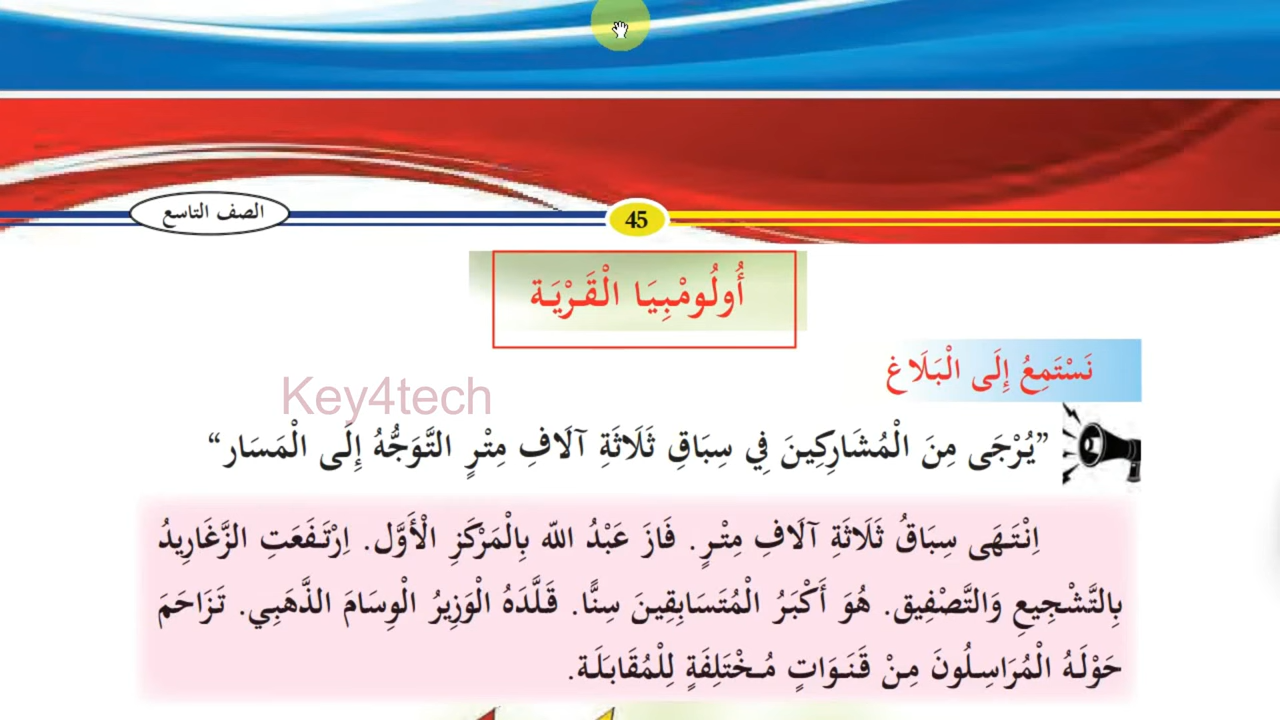 الصف التاسع
45
أُولُومْبِيَا الْقَرْيَة
نَسْتَمِعُ إِلَى الْبَلَاغ
Key4tech
”يُرْجَى مِنَ الْمُشَارِكِينَ فِي سِبَاقِ ثَلَاثَةِ آلَافِ مِتْرٍ التَّوَجُّهُ إِلَى الْمَسَار“
اِنْتَهَى سِبَاقُ ثَلَاثَةِ آلَافِ مِتْرٍ. فَازَ عَبْدُ اللّه بِالْمَرْكَزِ الْأَوَّل. اِرْتَفَعَتِ الزَّغَارِيدُ
بِالتَّشْجِيعِ وَالتَّصْفِيق. هُوَ أَكْبَرُ الْمُتَسَابِقِينَ سِنًّا. قَلَّدَهُ الْوَزِيرُ الْوِسَامَ الذَّهَبِي. تَزَاحَمَ
حَوْلَهُ الْمُرَاسِلُونَ مِنْ قَنَوَاتٍ مُخْتَلِفَةٍ لِلْمُقَابَلَة.